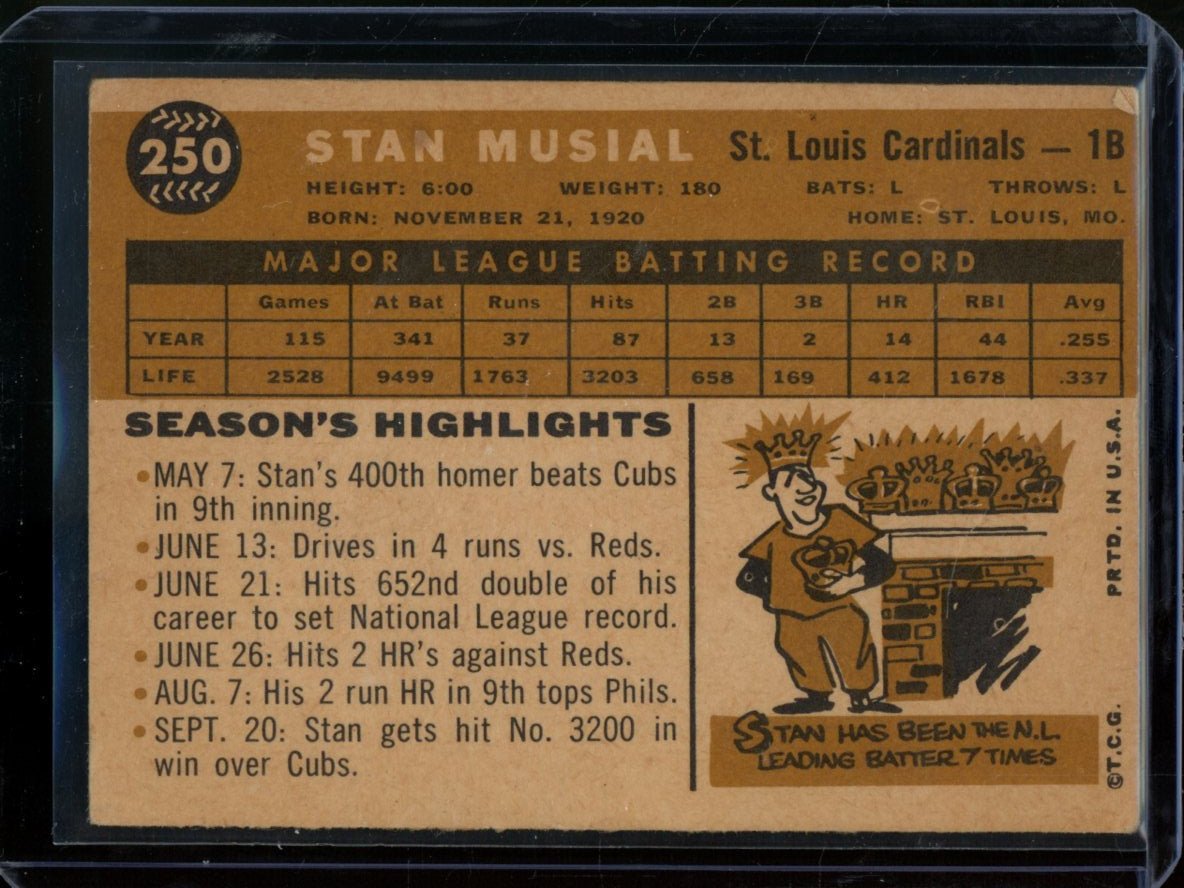 250
STAN MUSIAL St. Louis Cardinals — 1B
HEIGHT: 6:00 WEIGHT: 180 BATS: L THROWS: L
BORN: NOVEMBER 21, 1920 HOME: ST. LOUIS, MO.
MAJOR LEAGUE BATTING RECORD
Games At Bat Runs Hits 2B 3B HR RBI Avg
YEAR 115 341 37 87 13 2 14 44 .255
LIFE 2528 9499 1763 3203 658 169 412 1678 .337
SEASON'S HIGHLIGHTS
•MAY 7: Stan's 400th homer beats Cubs
in 9th inning.
•JUNE 13: Drives in 4 runs vs. Reds.
•JUNE 21: Hits 652nd double of his
career to set National League record.
•JUNE 26: Hits 2 HR's against Reds.
•AUG. 7: His 2 run HR in 9th tops Phils.
•SEPT. 20: Stan gets hit No. 3200 in
win over Cubs.
STAN HAS BEEN THE N.L.
LEADING BATTER 7 TIMES
©T.C.G. PRTD. IN U.S.A.